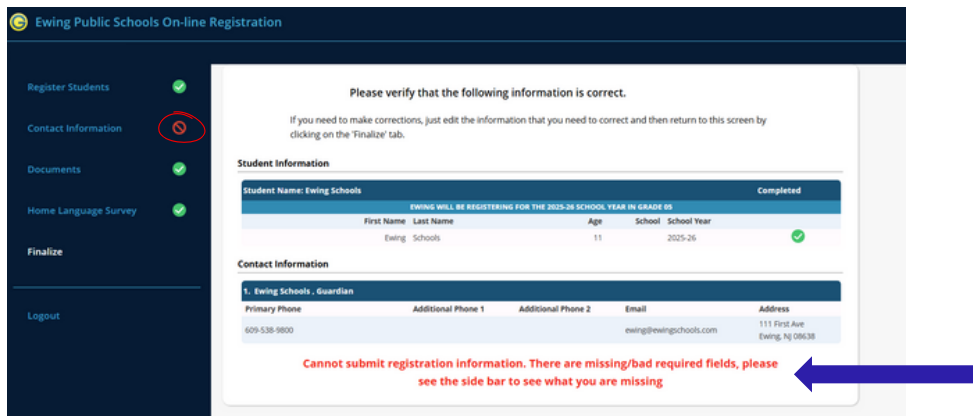 Ewing Public Schools On-line Registration
Register Students
Contact Information
Documents
Home Language Survey
Finalize
Logout
Please verify that the following information is correct.
If you need to make corrections, just edit the information that you need to correct and then return to this screen by
clicking on the 'Finalize' tab.
Student Information
Student Name: Ewing Schools Completed
EWING WILL BE REGISTERING FOR THE 2025-26 SCHOOL YEAR IN GRADE 05
First Name Last Name Age School School Year
Ewing Schools 11 2025-26
Contact Information
1. Ewing Schools , Guardian
Primary Phone Additional Phone 1 Additional Phone 2 Email Address
609-538-9800 ewing@ewingschools.com 111 First Ave
Ewing, NJ 08638
Cannot submit registration information. There are missing/bad required fields, please
see the side bar to see what you are missing